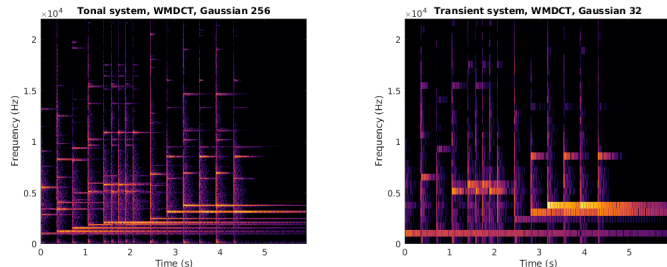 Tonal system, WMDCT, Gaussian 256
×10⁴
2
1.5
1
0.5
0
Frequency (Hz)
0 1 2 3 4 5
Time (s)
Transient system, WMDCT, Gaussian 32
×10⁴
2
1.5
1
0.5
0
Frequency (Hz)
0 1 2 3 4 5
Time (s)